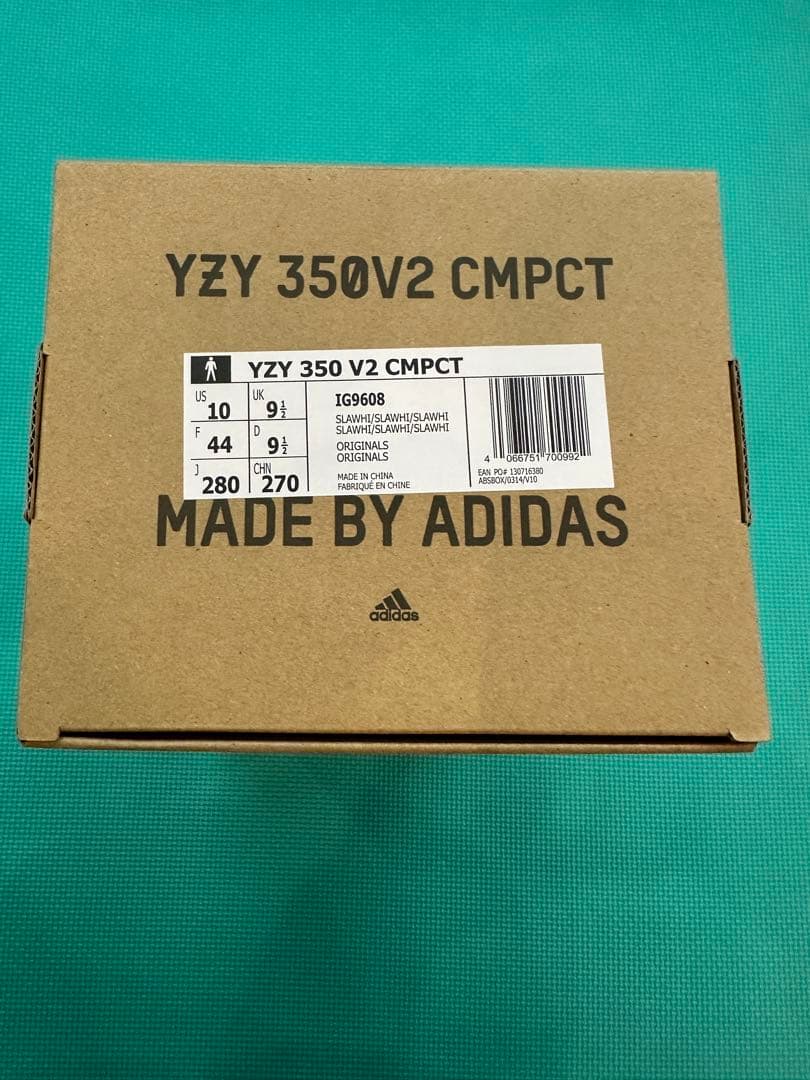 YZY 350V2 CMPCT
YZY 350 V2 CMPCT
US 10 UK 9½
F 44 D 9½
J 280 CHN 270
IG9608
SLAWHI/SLAWHI/SLAWHI
SLAWHI/SLAWHI/SLAWHI
ORIGINALS
ORIGINALS
MADE IN CHINA
FABRIQUÉ EN CHINE
4 066751 700992
EAN PO# 130716380
ABSBOX/0314/V10
MADE BY ADIDAS
adidas